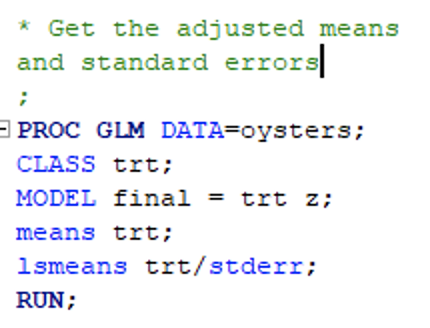 * Get the adjusted means
and standard errors
;
PROC GLM DATA=oysters;
CLASS trt;
MODEL final = trt z;
means trt;
lsmeans trt/stderr;
RUN;